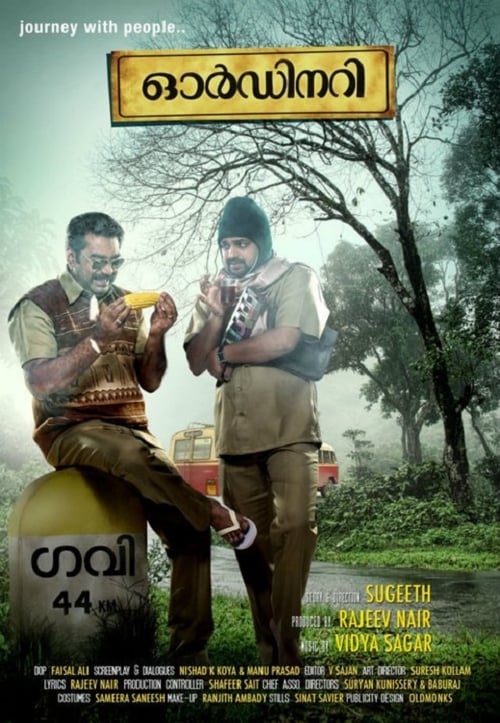 journey with people..
ഓർഡിനറി
ഗവി
44 KM
STORY & DIRECTION SUGEETH
PRODUCED BY RAJEEV NAIR
MUSIC BY VIDYA SAGAR
DOP FAISAL ALI SCREENPLAY & DIALOGUES NISHAD K KOYA & MANU PRASAD EDITOR V SAJAN ART DIRECTOR SURESH KOLLAM
LYRICS RAJEEV NAIR PRODUCTION CONTROLLER SHAFEER SAIT CHIEF ASSO. DIRECTORS SURYAN KUNISSERY & BABURAJ
COSTUMES SAMEERA SANEESH MAKE-UP RANJITH AMBADY STILLS SINAT SAVIER PUBLICITY DESIGN OLDMONKS